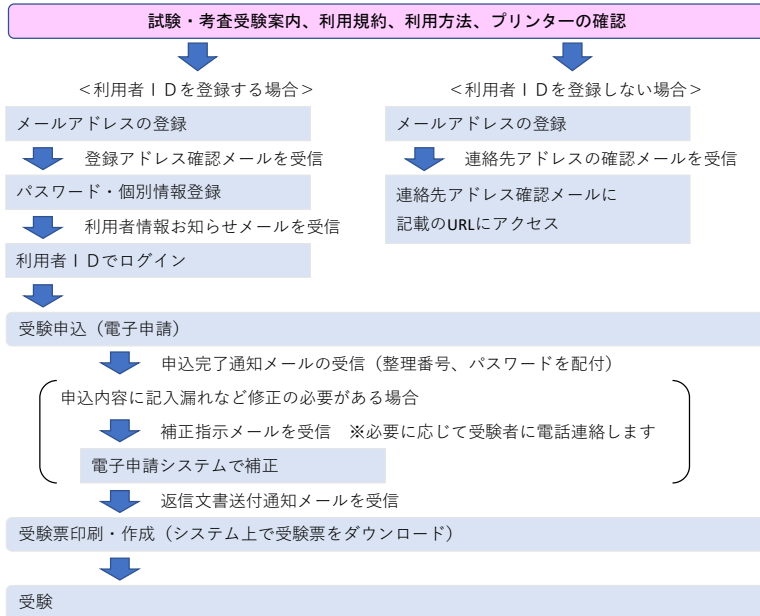 試験・考査受験案内、利用規約、利用方法、プリンターの確認
＜利用者ＩＤを登録する場合＞
メールアドレスの登録
登録アドレス確認メールを受信
パスワード・個別情報登録
利用者情報お知らせメールを受信
利用者ＩＤでログイン
＜利用者ＩＤを登録しない場合＞
メールアドレスの登録
連絡先アドレスの確認メールを受信
連絡先アドレス確認メールに
記載のURLにアクセス
受験申込（電子申請）
申込完了通知メールの受信（整理番号、パスワードを配付）
申込内容に記入漏れなど修正の必要がある場合
補正指示メールを受信　※必要に応じて受験者に電話連絡します
電子申請システムで補正
返信文書送付通知メールを受信
受験票印刷・作成（システム上で受験票をダウンロード）
受験